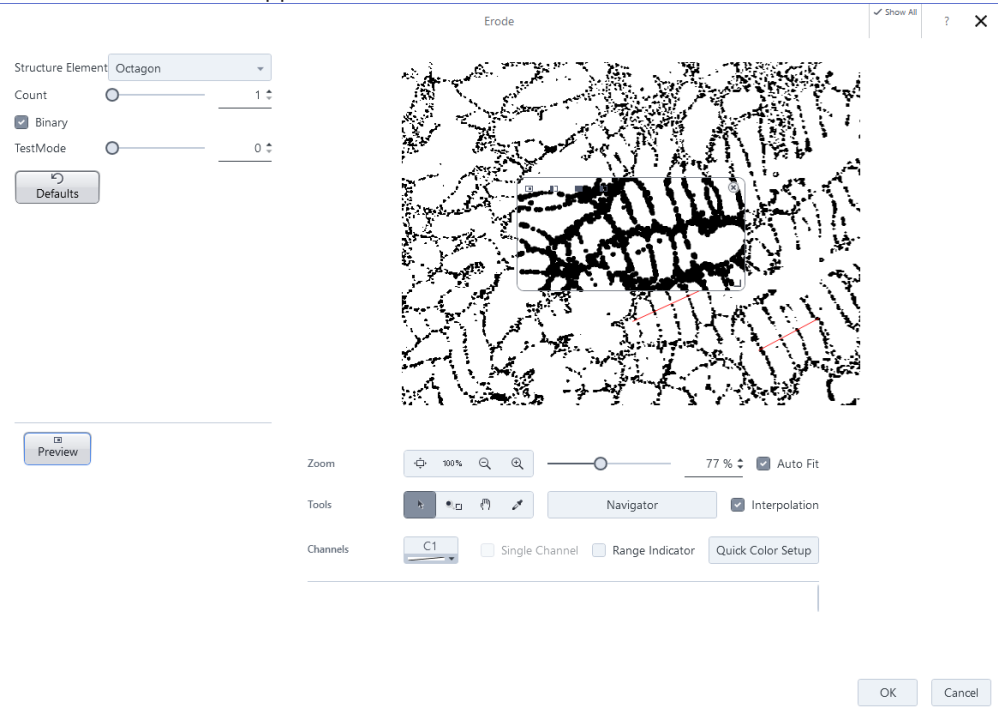 Erode
Show All
?
Structure Element Octagon
Count 1
Binary
TestMode 0
Defaults
Preview
Zoom 100% 77 % Auto Fit
Tools Navigator Interpolation
Channels C1 Single Channel Range Indicator Quick Color Setup
OK Cancel